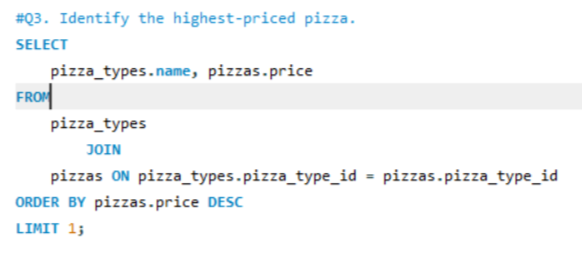 #Q3. Identify the highest-priced pizza.
SELECT
    pizza_types.name, pizzas.price
FROM
    pizza_types
        JOIN
    pizzas ON pizza_types.pizza_type_id = pizzas.pizza_type_id
ORDER BY pizzas.price DESC
LIMIT 1;